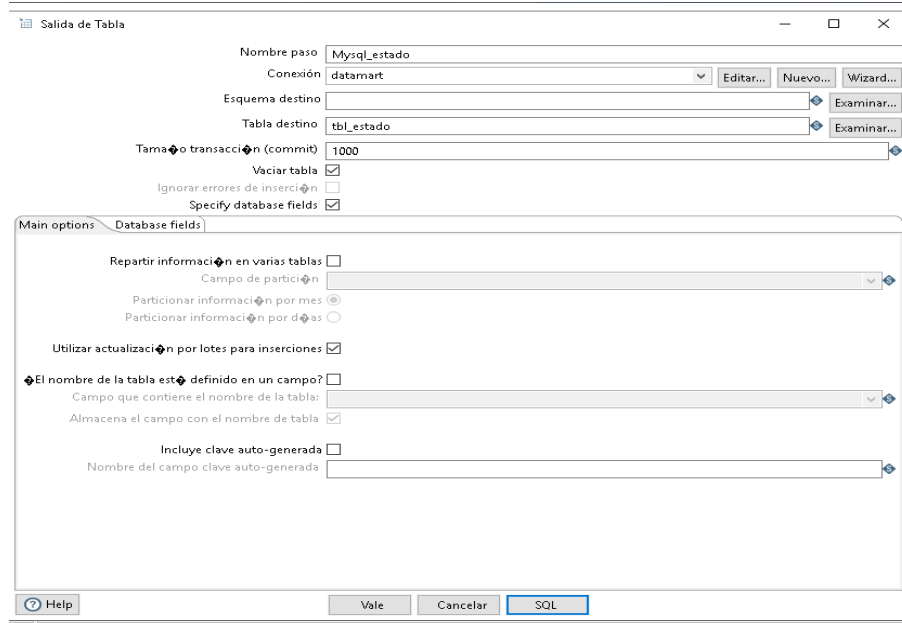 Salida de Tabla
Nombre paso Mysql_estado
Conexión datamart Editar... Nuevo... Wizard...
Esquema destino Examinar...
Tabla destino tbl_estado Examinar...
Tama�o transacci�n (commit) 1000
Vaciar tabla
Ignorar errores de inserci�n
Specify database fields
Main options Database fields
Repartir informaci�n en varias tablas
Campo de partici�n
Particionar informaci�n por mes
Particionar informaci�n por d�as
Utilizar actualizaci�n por lotes para inserciones
�El nombre de la tabla est� definido en un campo?
Campo que contiene el nombre de la tabla:
Almacena el campo con el nombre de tabla
Incluye clave auto-generada
Nombre del campo clave auto-generada
Help Vale Cancelar SQL